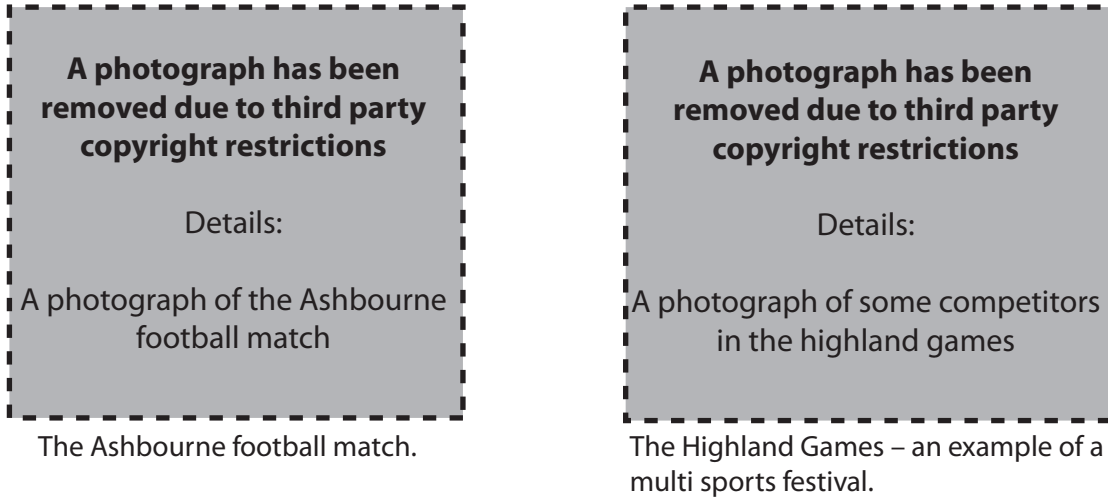 A photograph has been
removed due to third party
copyright restrictions
Details:
A photograph of the Ashbourne
football match
The Ashbourne football match.
A photograph has been
removed due to third party
copyright restrictions
Details:
A photograph of some competitors
in the highland games
The Highland Games – an example of a
multi sports festival.